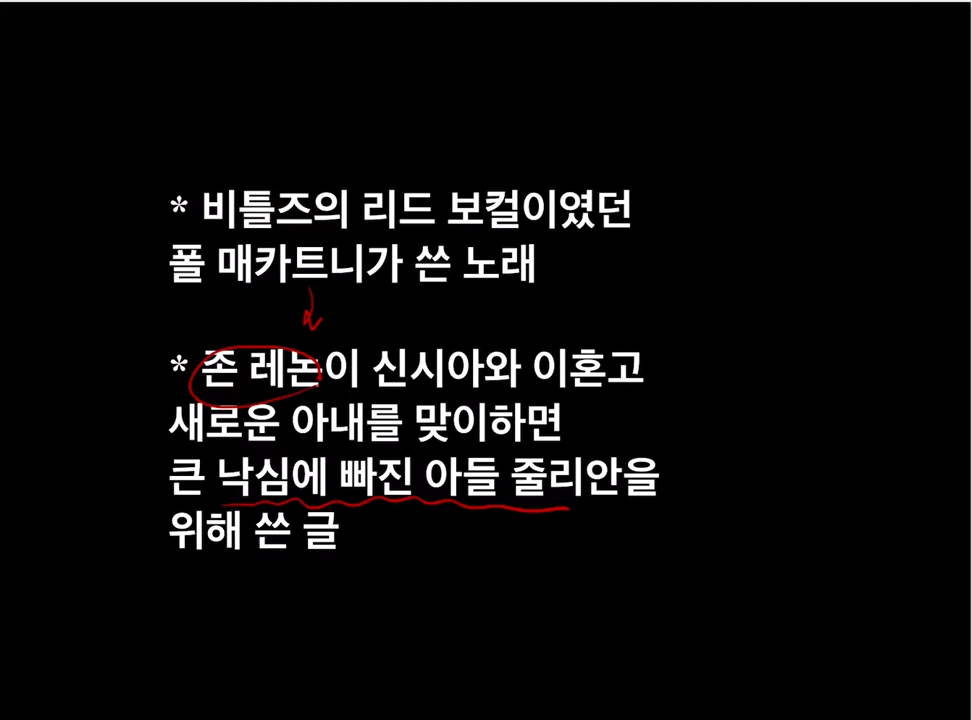 * 비틀즈의 리드 보컬이였던
폴 매카트니가 쓴 노래
* 존 레논이 신시아와 이혼고
새로운 아내를 맞이하면
큰 낙심에 빠진 아들 줄리안을
위해 쓴 글